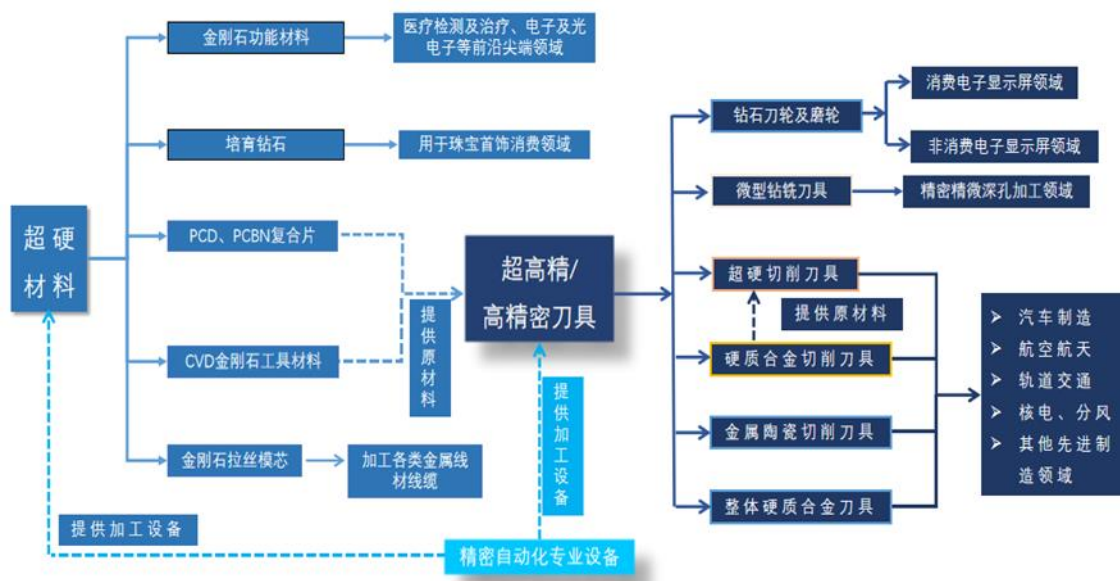 超硬
材料
金刚石功能材料
医疗检测及治疗、电子及光
电子等前沿尖端领域
培育钻石
用于珠宝首饰消费领域
PCD、PCBN复合片
CVD金刚石工具材料
提供原材料
金刚石拉丝模芯
加工各类金属线
材线缆
提供加工设备
超高精/
高精密刀具
提供加工设备
精密自动化专业设备
钻石刀轮及磨轮
消费电子显示屏领域
非消费电子显示屏领域
微型钻铣刀具
精密精微深孔加工领域
超硬切削刀具
提供原材料
硬质合金切削刀具
金属陶瓷切削刀具
整体硬质合金刀具
➢ 汽车制造
➢ 航空航天
➢ 轨道交通
➢ 核电、分风
➢ 其他先进制
造领域